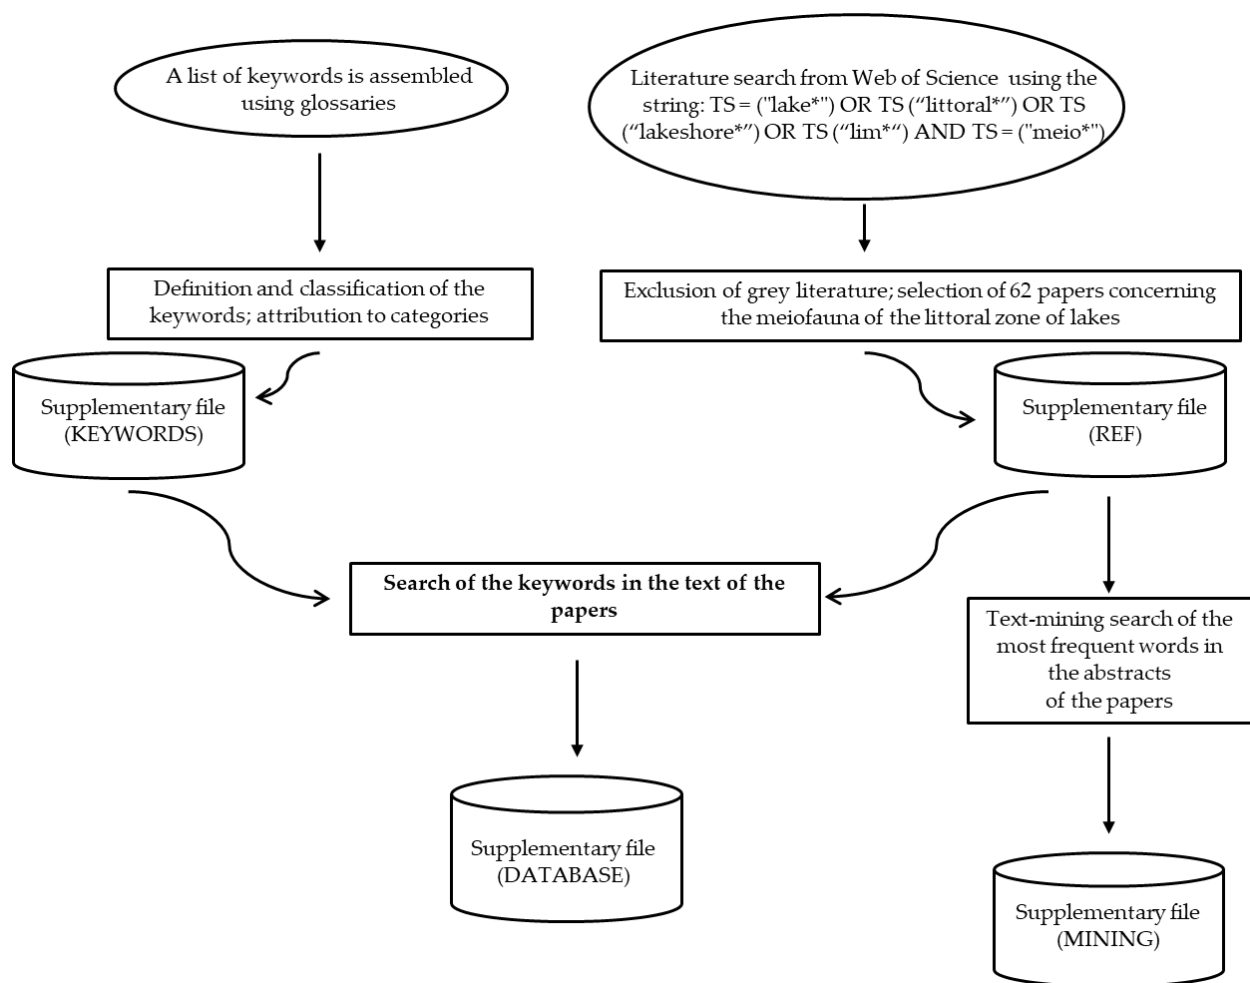 A list of keywords is assembled
using glossaries
Literature search from Web of Science using the
string: TS = ("lake*") OR TS (“littoral*”) OR TS
(“lakeshore*”) OR TS (“lim*“) AND TS = ("meio*")
Definition and classification of the
keywords; attribution to categories
Exclusion of grey literature; selection of 62 papers concerning
the meiofauna of the littoral zone of lakes
Supplementary file
(KEYWORDS)
Supplementary file
(REF)
Search of the keywords in the text of the
papers
Text-mining search of the
most frequent words in
the abstracts
of the papers
Supplementary file
(DATABASE)
Supplementary file
(MINING)